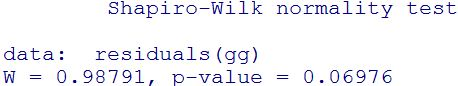 Shapiro-Wilk normality test
data:  residuals(gg)
W = 0.98791, p-value = 0.06976